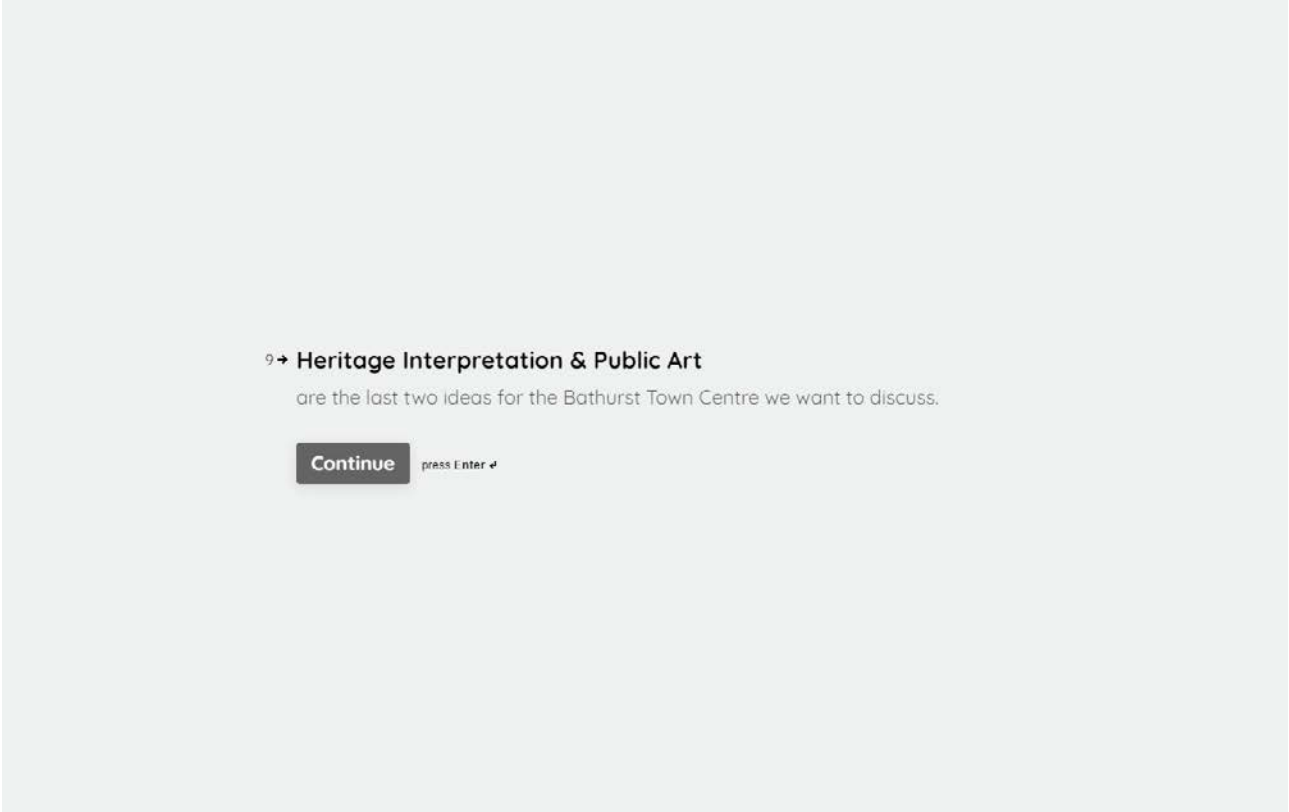 9→ Heritage Interpretation & Public Art
are the last two ideas for the Bathurst Town Centre we want to discuss.
Continue press Enter ↵